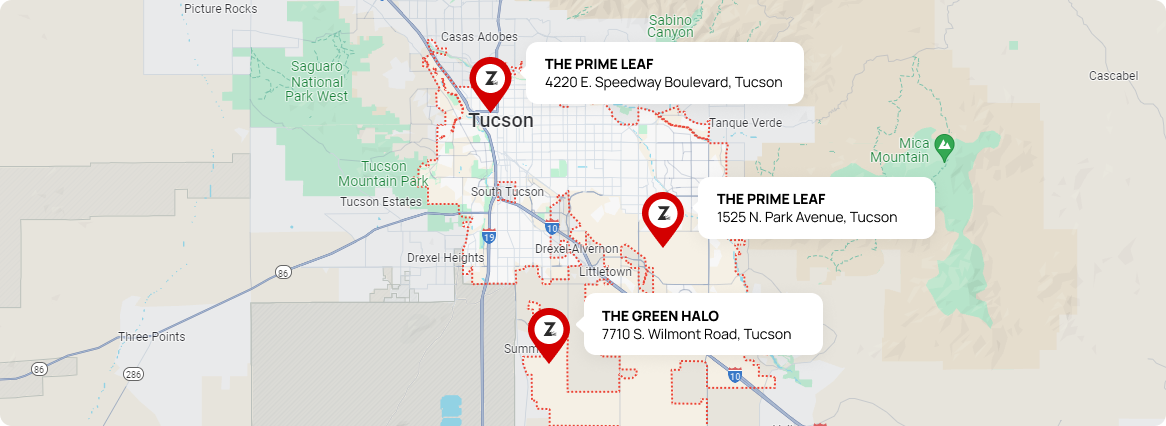 Picture Rocks
Casas Adobes
Sabino
Canyon
Saguaro
National
Park West
THE PRIME LEAF
4220 E. Speedway Boulevard, Tucson
Cascabel
Z
Tucson
Tanque Verde
Mica
Mountain
Tucson
Mountain Park
South Tucson
Tucson Estates
THE PRIME LEAF
1525 N. Park Avenue, Tucson
Z
19
10
Drexel-Alvernon
Drexel Heights
Littletown
86
THE GREEN HALO
7710 S. Wilmont Road, Tucson
Z
Three Points
Summ
86
286
10